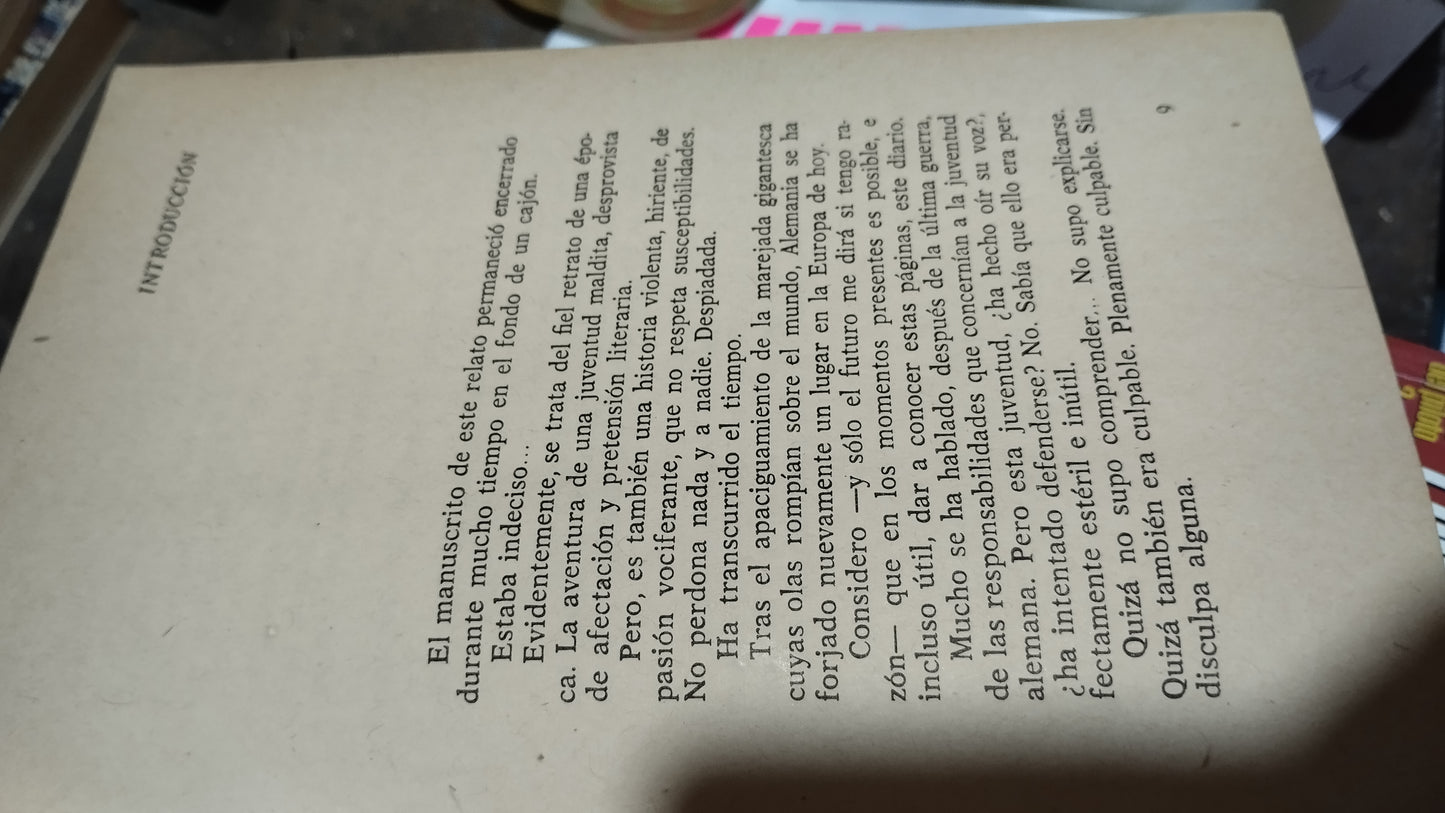 INTRODUCCIÓN
El manuscrito de este relato permaneció encerrado
durante mucho tiempo en el fondo de un cajón.
Estaba indeciso...
Evidentemente, se trata del fiel retrato de una épo-
ca. La aventura de una juventud maldita, desprovista
de afectación y pretensión literaria.
Pero, es también una historia violenta, hiriente, de
pasión vociferante, que no respeta susceptibilidades.
No perdona nada y a nadie. Despiadada.
Ha transcurrido el tiempo.
Tras el apaciguamiento de la marejada gigantesca
cuyas olas rompían sobre el mundo, Alemania se ha
forjado nuevamente un lugar en la Europa de hoy.
Considero —y sólo el futuro me dirá si tengo ra-
zón— que en los momentos presentes es posible, e
incluso útil, dar a conocer estas páginas, este diario.
Mucho se ha hablado, después de la última guerra,
de las responsabilidades que concernían a la juventud
alemana. Pero esta juventud, ¿ha hecho oír su voz?,
¿ha intentado defenderse? No. Sabía que ello era per-
fectamente estéril e inútil.
Quizá no supo comprender... No supo explicarse.
Quizá también era culpable. Plenamente culpable. Sin
disculpa alguna.
9